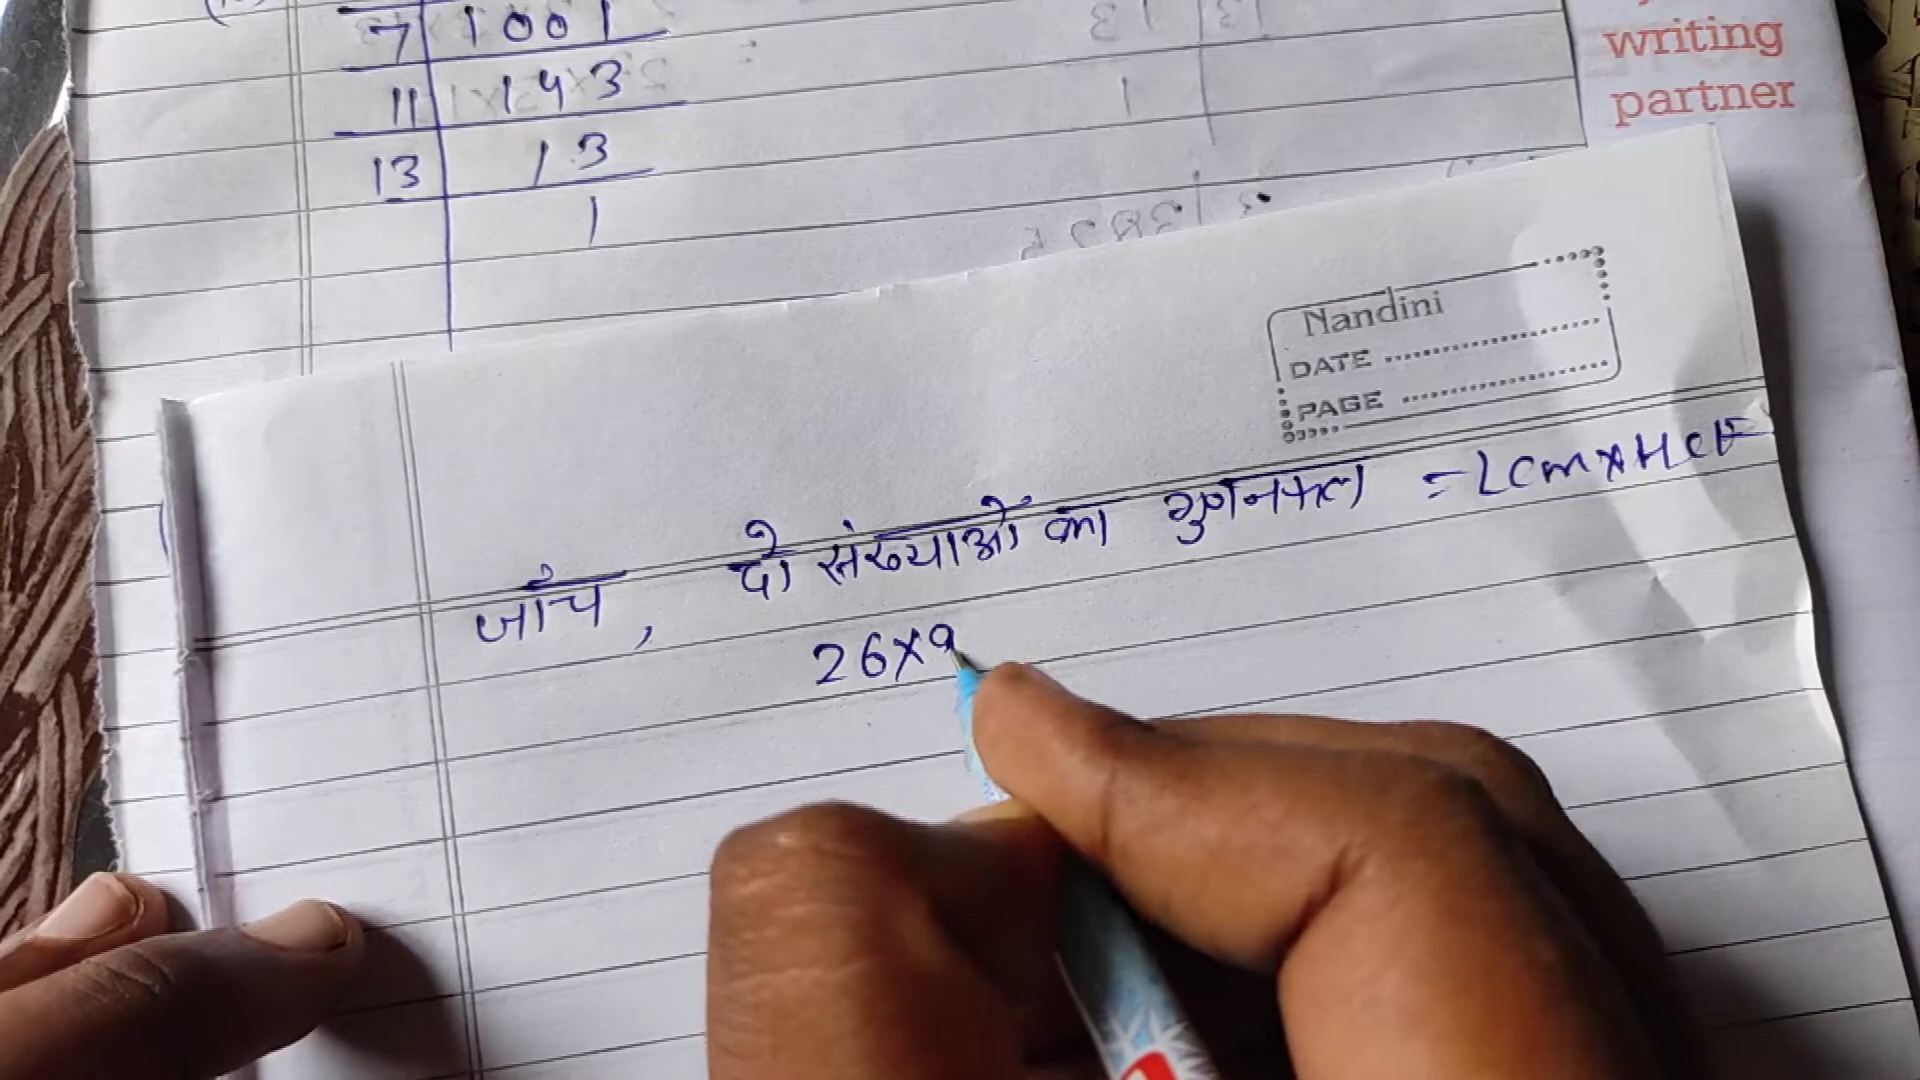 writing
partner
7 1001
11 143
13 13
1
Nandini
DATE
PAGE
जाँच, दो संख्याओं का गुणनफल = LCM×HCF
26×9